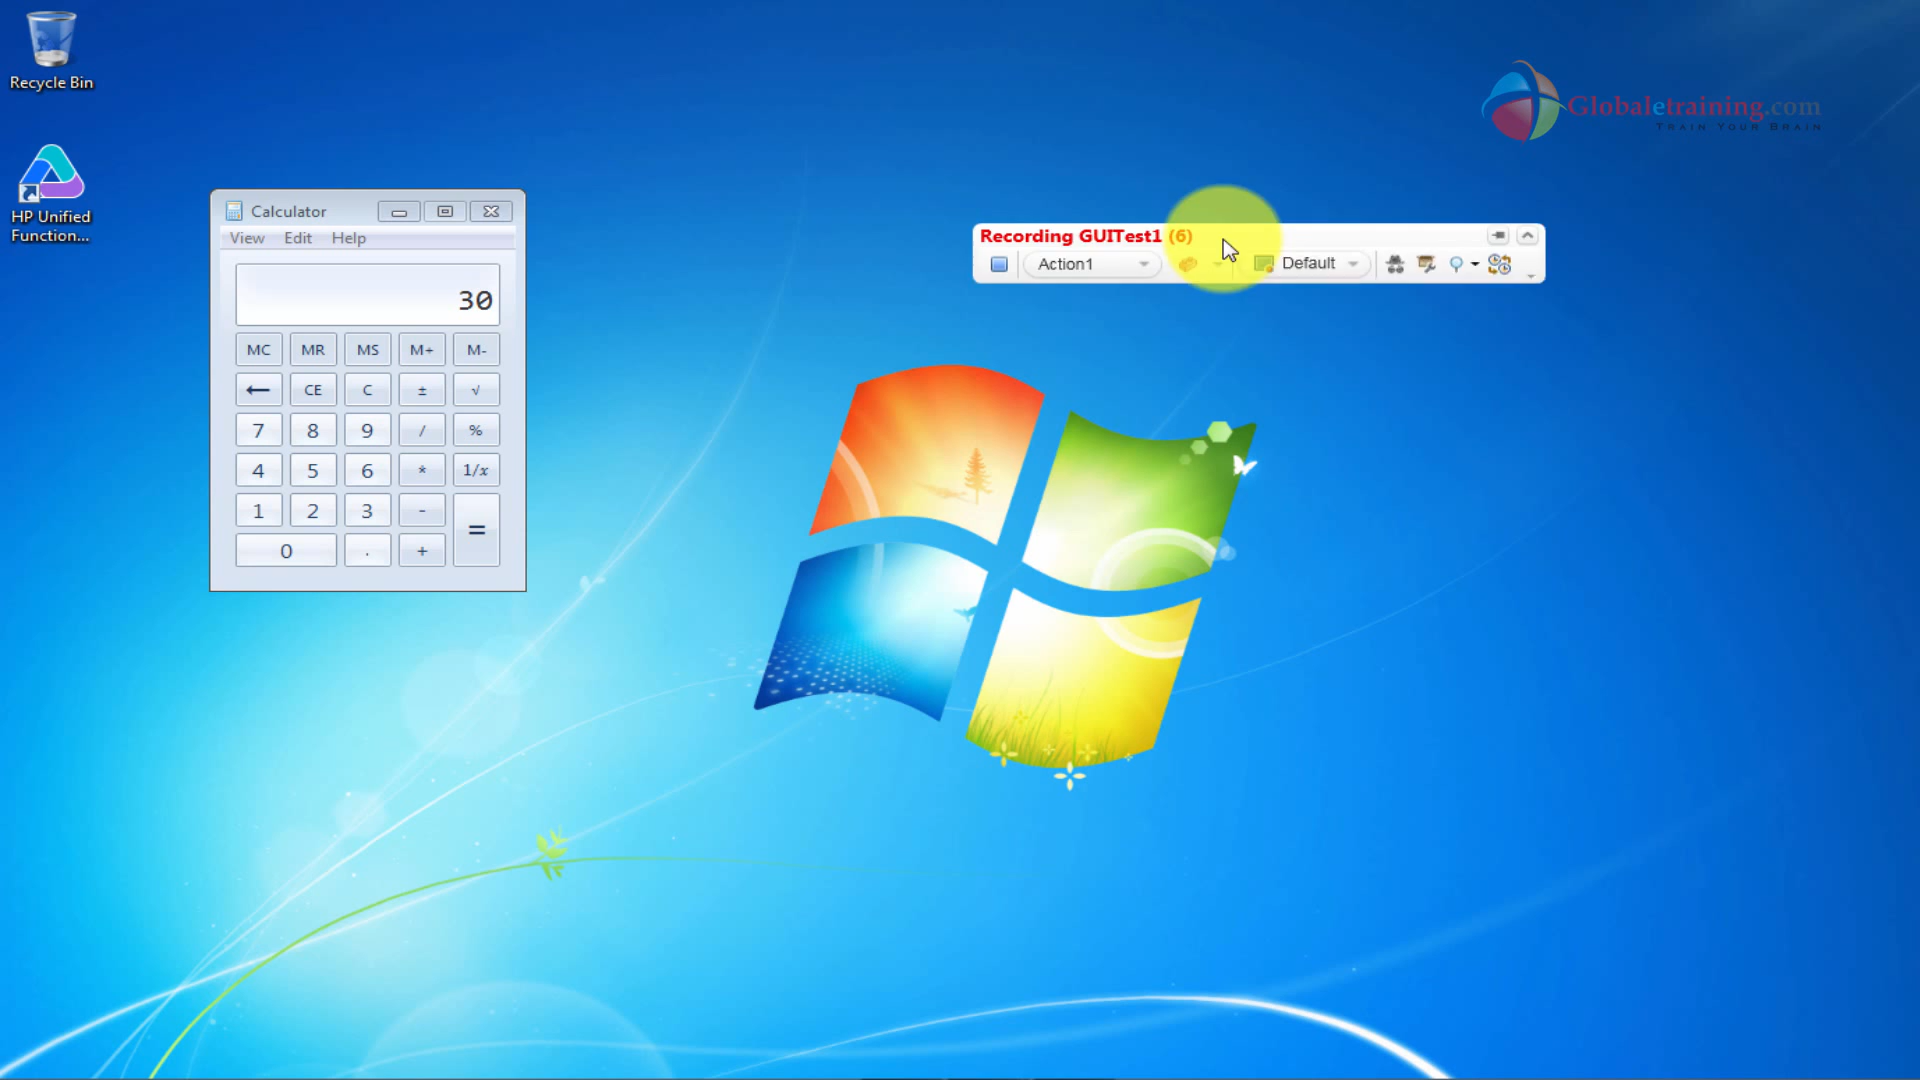 Recycle Bin
HP Unified
Function...
Globaletraining.com
TRAIN YOUR BRAIN
Calculator
View Edit Help
30
MC MR MS M+ M-
← CE C ± √
7 8 9 / %
4 5 6 * 1/x
1 2 3 -
=
0 . +
Recording GUITest1 (6)
Action1 Default